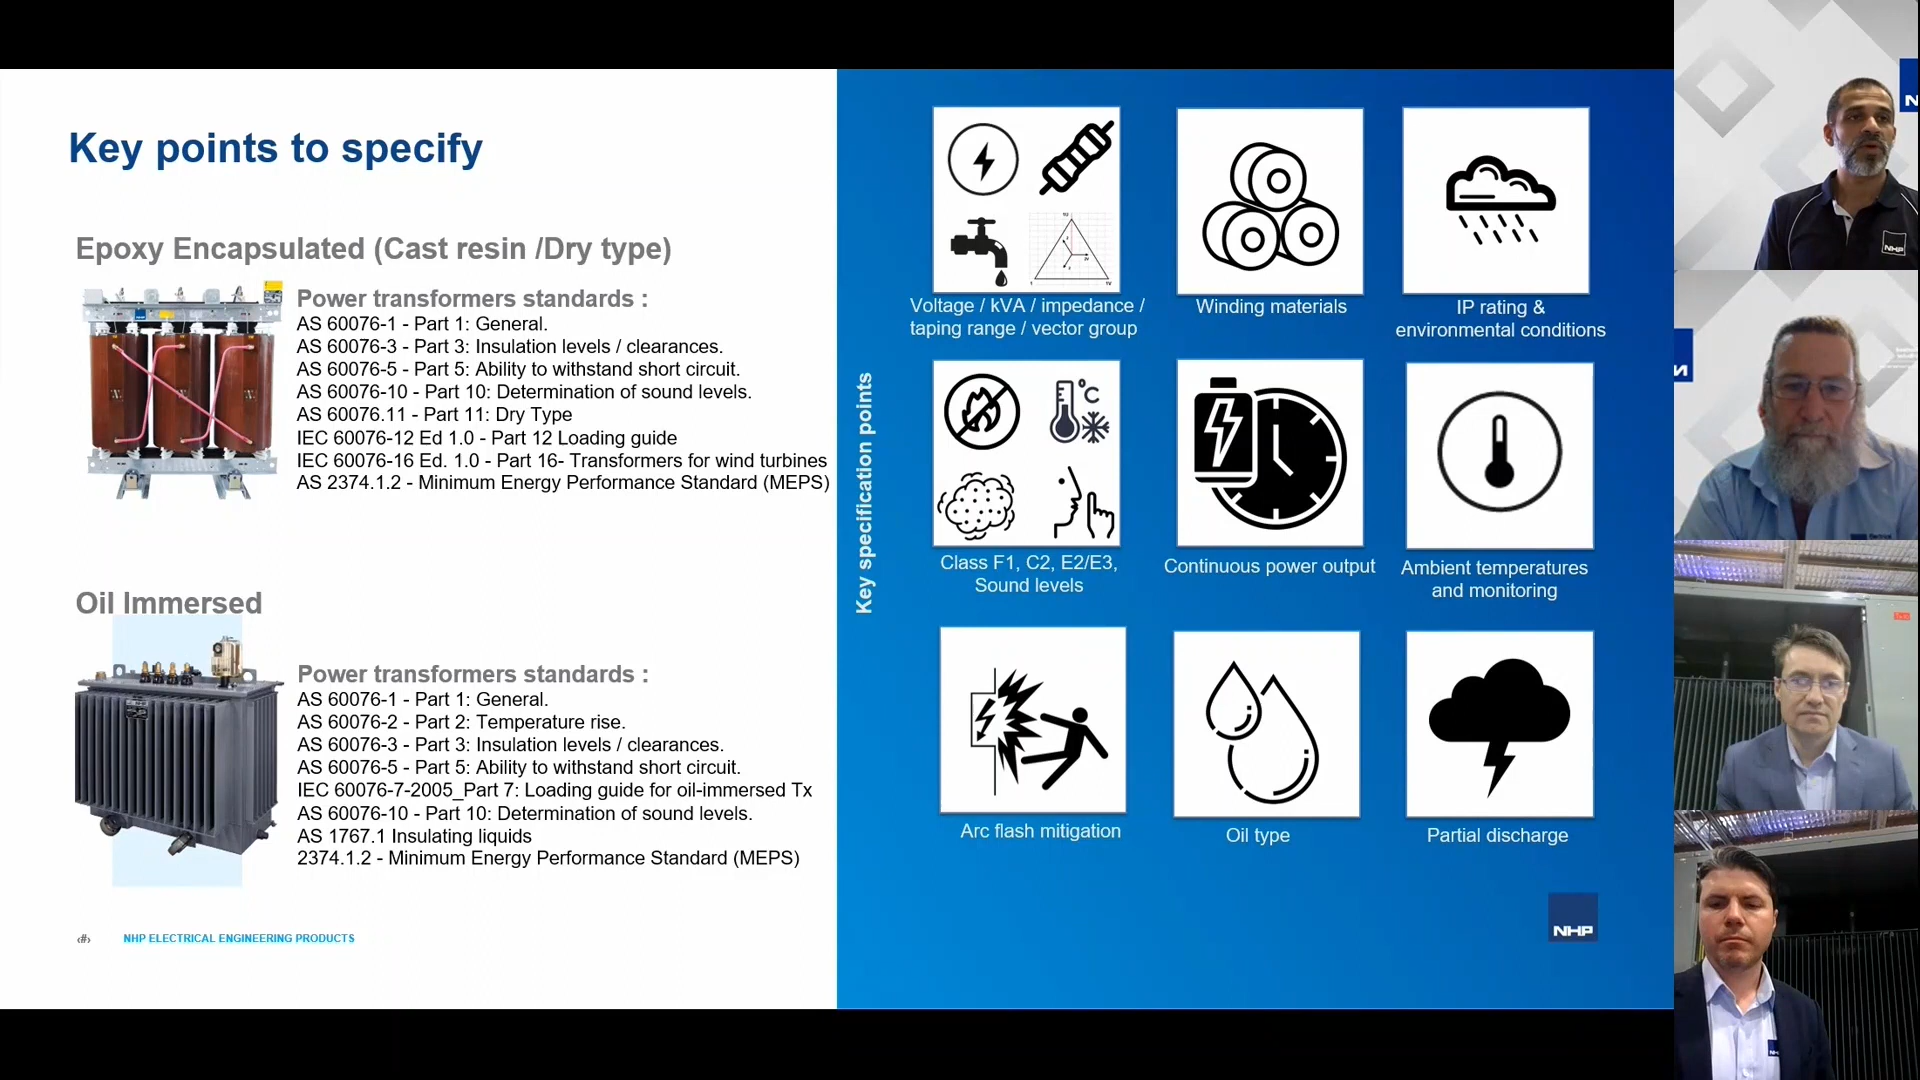 Key points to specify
Epoxy Encapsulated (Cast resin /Dry type)
Power transformers standards :
AS 60076-1 - Part 1: General.
AS 60076-3 - Part 3: Insulation levels / clearances.
AS 60076-5 - Part 5: Ability to withstand short circuit.
AS 60076-10 - Part 10: Determination of sound levels.
AS 60076.11 - Part 11: Dry Type
IEC 60076-12 Ed 1.0 - Part 12 Loading guide
IEC 60076-16 Ed. 1.0 - Part 16- Transformers for wind turbines
AS 2374.1.2 - Minimum Energy Performance Standard (MEPS)
Oil Immersed
Power transformers standards :
AS 60076-1 - Part 1: General.
AS 60076-2 - Part 2: Temperature rise.
AS 60076-3 - Part 3: Insulation levels / clearances.
AS 60076-5 - Part 5: Ability to withstand short circuit.
IEC 60076-7-2005_Part 7: Loading guide for oil-immersed Tx
AS 60076-10 - Part 10: Determination of sound levels.
AS 1767.1 Insulating liquids
2374.1.2 - Minimum Energy Performance Standard (MEPS)
‹#›
NHP ELECTRICAL ENGINEERING PRODUCTS
Key specification points
Voltage / kVA / impedance /
taping range / vector group
Winding materials
IP rating &
environmental conditions
°C
Class F1, C2, E2/E3,
Sound levels
Continuous power output
Ambient temperatures
and monitoring
Arc flash mitigation
Oil type
Partial discharge
NHP
NHP